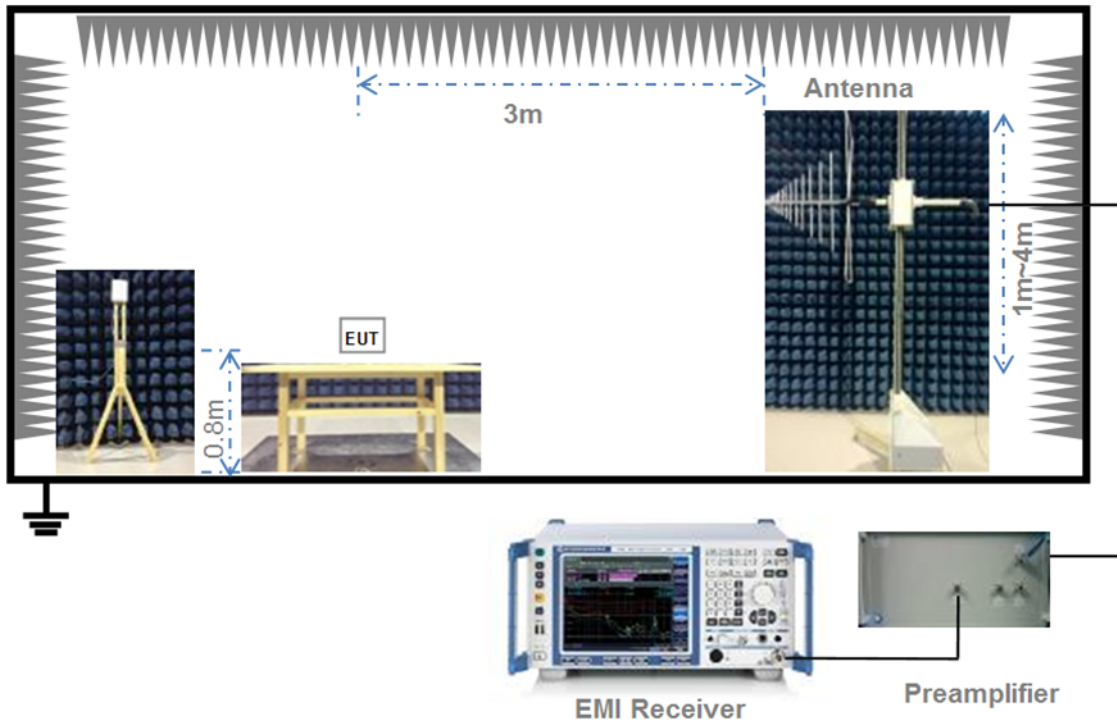 Antenna
3m
1m~4m
EUT
0.8m
EMI Receiver
Preamplifier